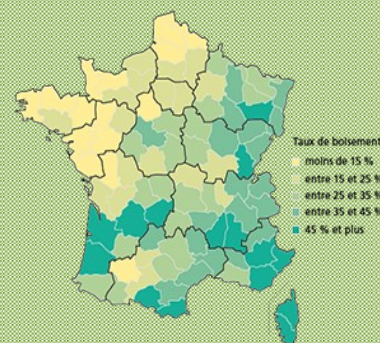 Taux de boisement
moins de 15 %
entre 15 et 25 %
entre 25 et 35 %
entre 35 et 45 %
45 % et plus